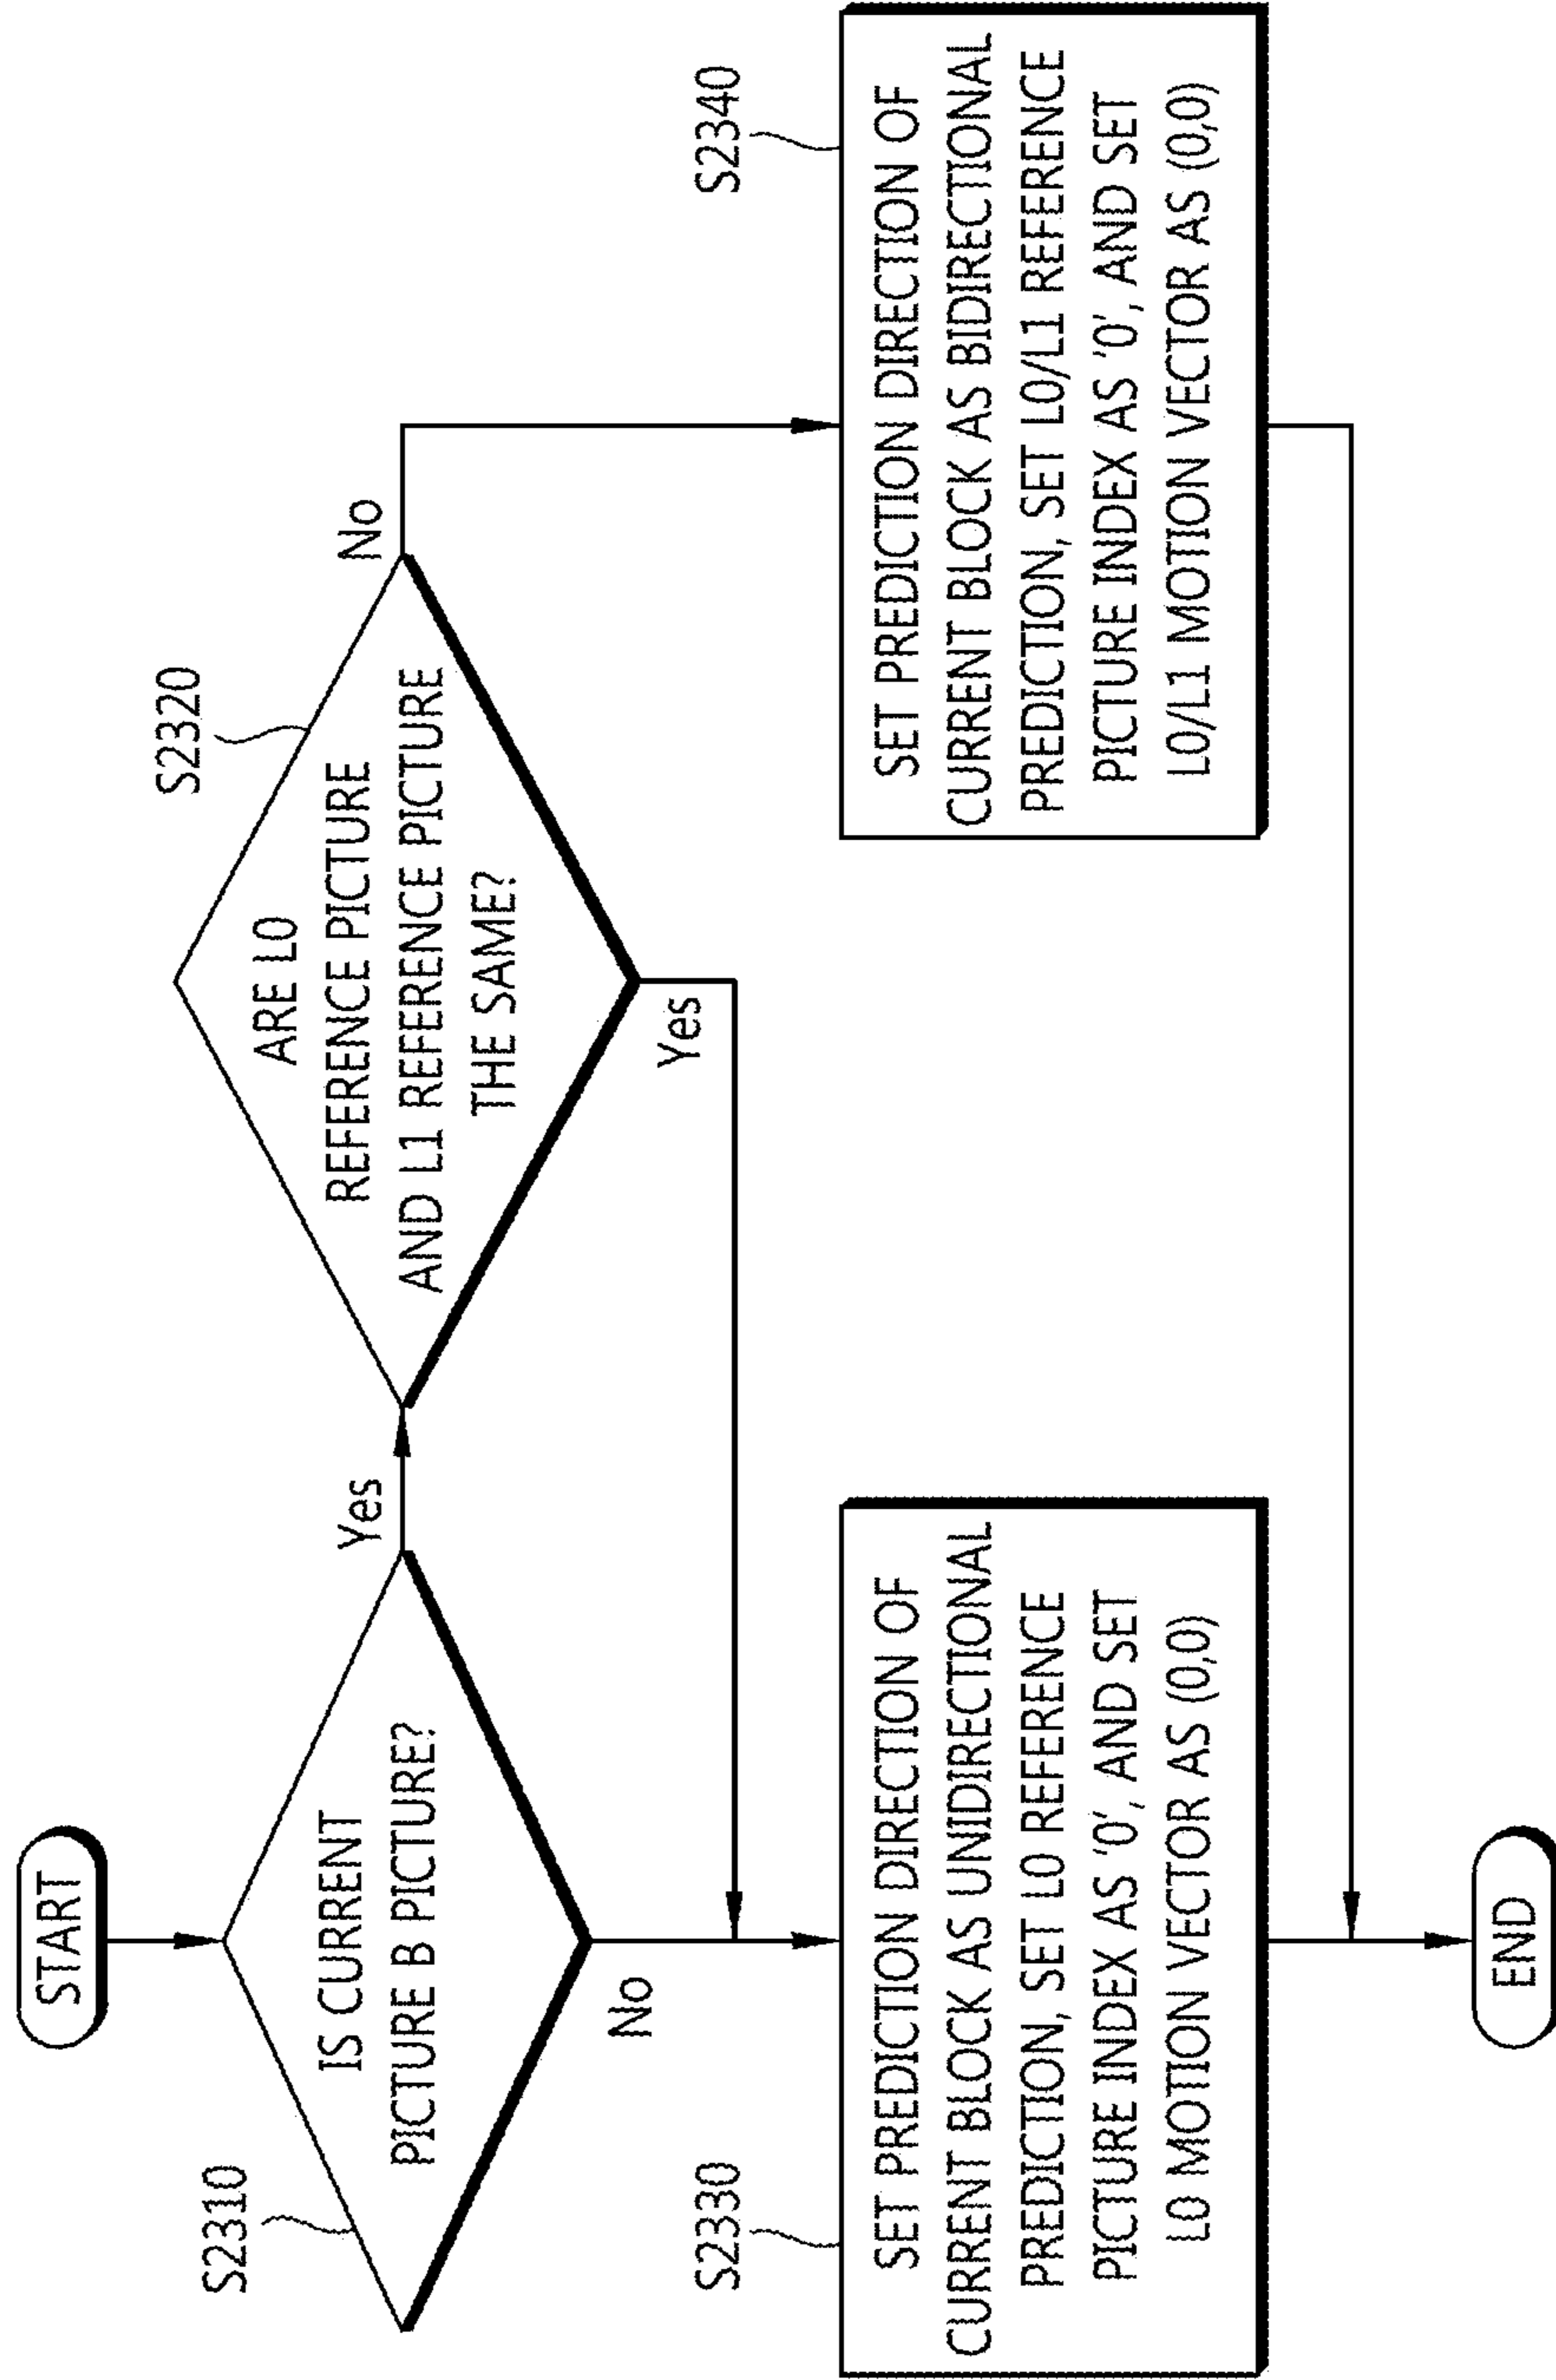 START
S2310
IS CURRENT
PICTURE B PICTURE?
Yes
No
S2320
ARE L0
REFERENCE PICTURE
AND L1 REFERENCE PICTURE
THE SAME?
No
Yes
S2330
SET PREDICTION DIRECTION OF
CURRENT BLOCK AS UNIDIRECTIONAL
PREDICTION, SET L0 REFERENCE
PICTURE INDEX AS '0', AND SET
L0 MOTION VECTOR AS (0,0)
S2340
SET PREDICTION DIRECTION OF
CURRENT BLOCK AS BIDIRECTIONAL
PREDICTION, SET L0/L1 REFERENCE
PICTURE INDEX AS '0', AND SET
L0/L1 MOTION VECTOR AS (0,0)
END